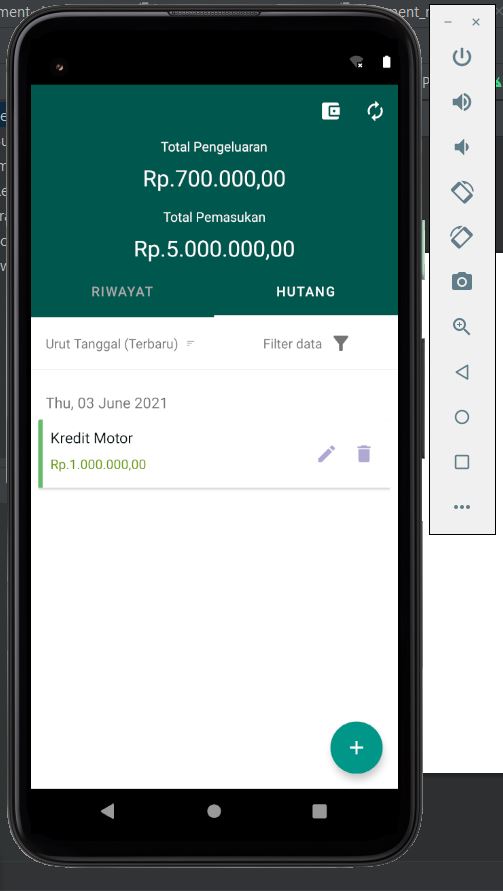 Total Pengeluaran
Rp.700.000,00
Total Pemasukan
Rp.5.000.000,00
RIWAYAT HUTANG
Urut Tanggal (Terbaru) Filter data
Thu, 03 June 2021
Kredit Motor
Rp.1.000.000,00